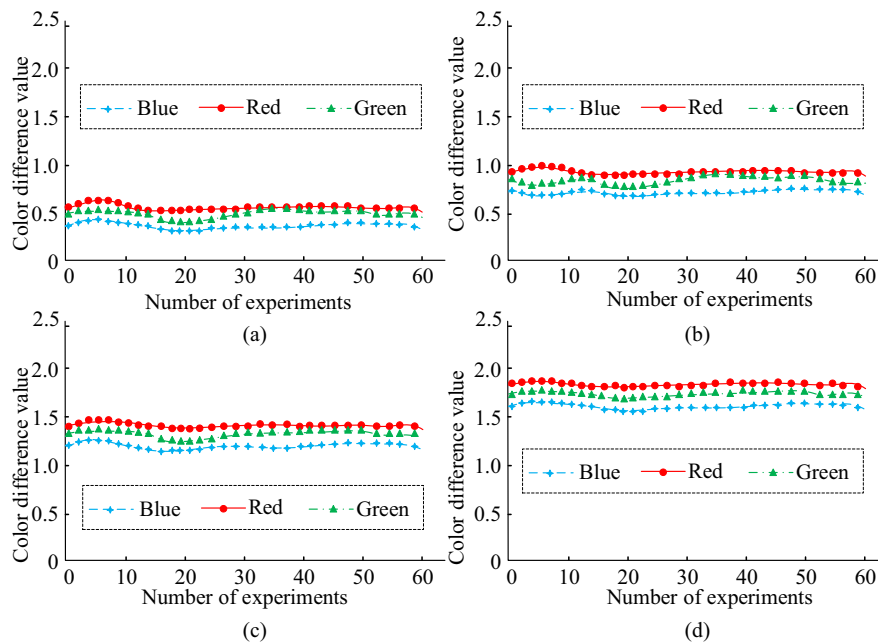 Color difference value
2.5
2.0
1.5
1.0
0.5
0
Blue Red Green
0 10 20 30 40 50 60
Number of experiments
(a)
Color difference value
2.5
2.0
1.5
1.0
0.5
0
Blue Red Green
0 10 20 30 40 50 60
Number of experiments
(b)
Color difference value
2.5
2.0
1.5
1.0
0.5
0
Blue Red Green
0 10 20 30 40 50 60
Number of experiments
(c)
Color difference value
2.5
2.0
1.5
1.0
0.5
0
Blue Red Green
0 10 20 30 40 50 60
Number of experiments
(d)